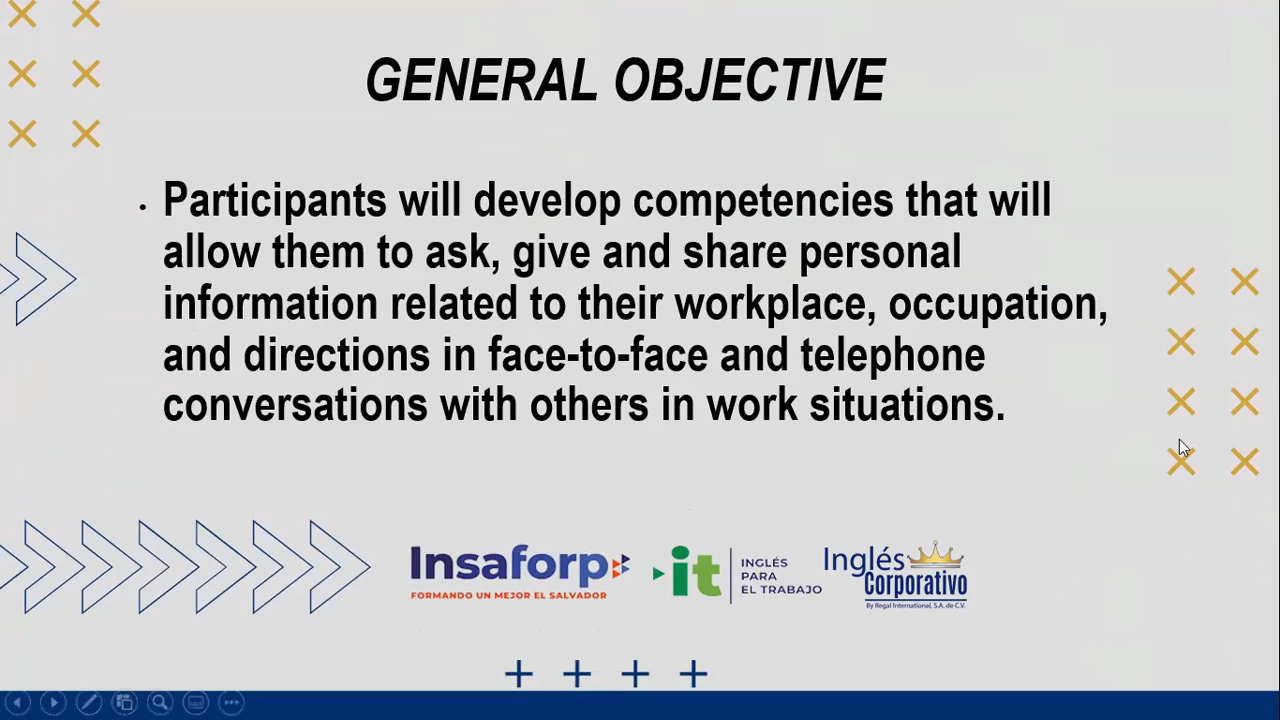 GENERAL OBJECTIVE
• Participants will develop competencies that will
allow them to ask, give and share personal
information related to their workplace, occupation,
and directions in face-to-face and telephone
conversations with others in work situations.
Insaforp
FORMANDO UN MEJOR EL SALVADOR
it
INGLÉS
PARA
EL TRABAJO
Inglés
Corporativo
By Regal International, S.A. de C.V.